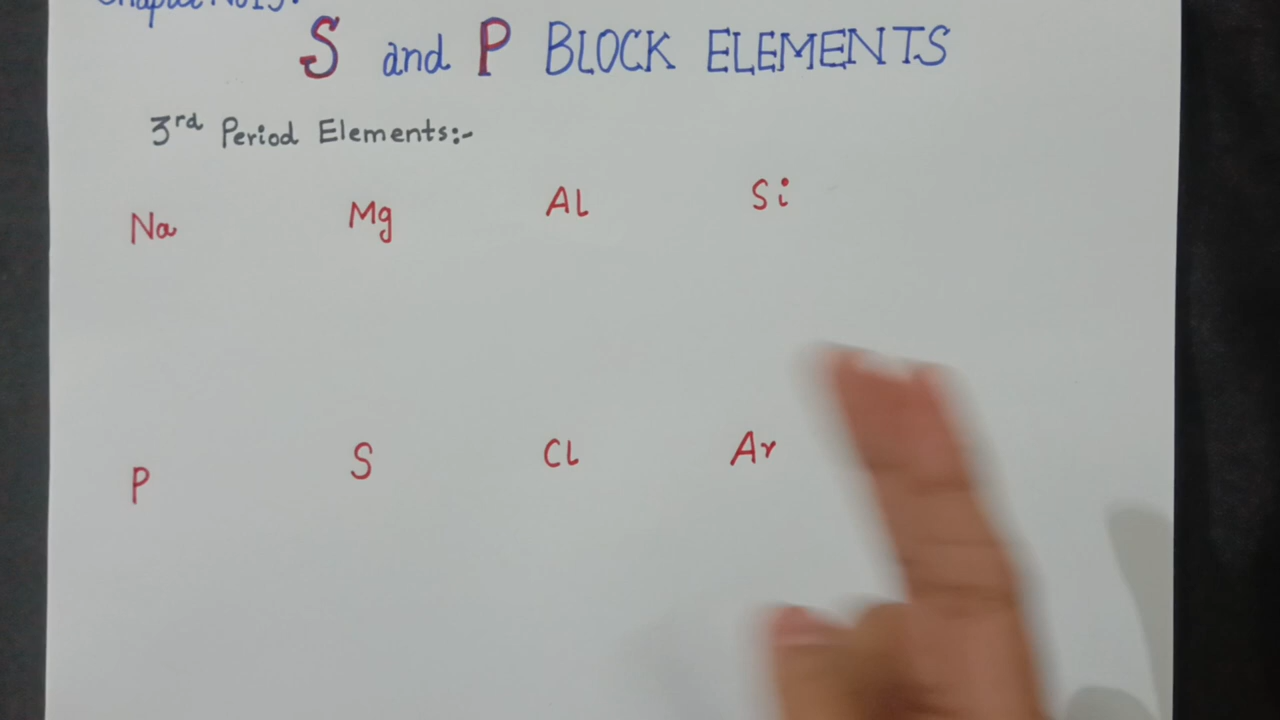 S and P BLOCK ELEMENTS
3rd Period Elements:-
Na Mg Al Si
P S Cl Ar